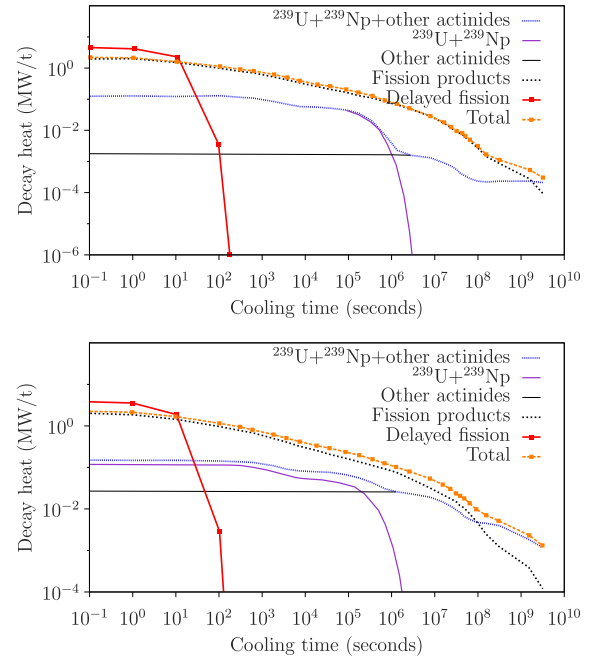 ²³⁹U+²³⁹Np+other actinides
²³⁹U+²³⁹Np
Other actinides
Fission products
Delayed fission
Total
Decay heat (MW/t)
10⁰
10⁻²
10⁻⁴
10⁻⁶
10⁻¹ 10⁰ 10¹ 10² 10³ 10⁴ 10⁵ 10⁶ 10⁷ 10⁸ 10⁹ 10¹⁰
Cooling time (seconds)
²³⁹U+²³⁹Np+other actinides
²³⁹U+²³⁹Np
Other actinides
Fission products
Delayed fission
Total
Decay heat (MW/t)
10⁰
10⁻²
10⁻⁴
10⁻¹ 10⁰ 10¹ 10² 10³ 10⁴ 10⁵ 10⁶ 10⁷ 10⁸ 10⁹ 10¹⁰
Cooling time (seconds)